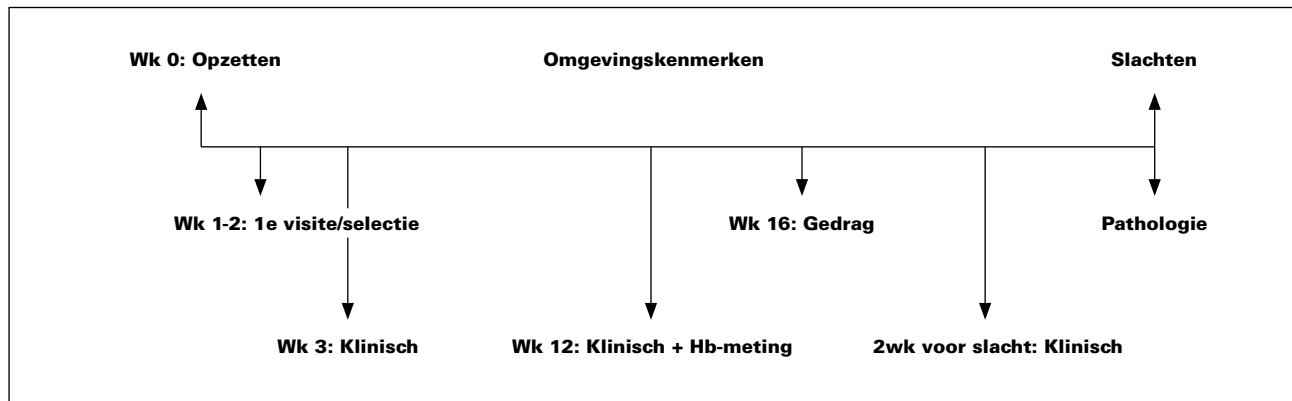 Wk 0: Opzetten
Omgevingskenmerken
Slachten
Wk 1-2: 1e visite/selectie
Wk 16: Gedrag
Pathologie
Wk 3: Klinisch
Wk 12: Klinisch + Hb-meting
2wk voor slacht: Klinisch